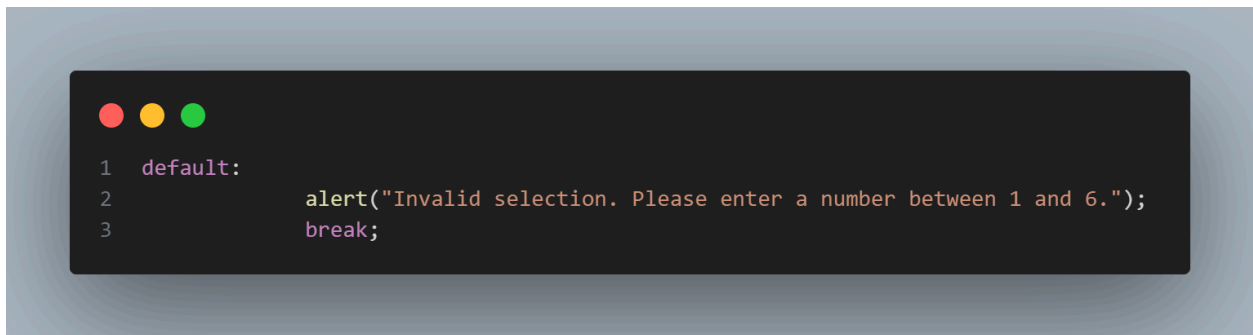 1 default:
2 alert("Invalid selection. Please enter a number between 1 and 6.");
3 break;